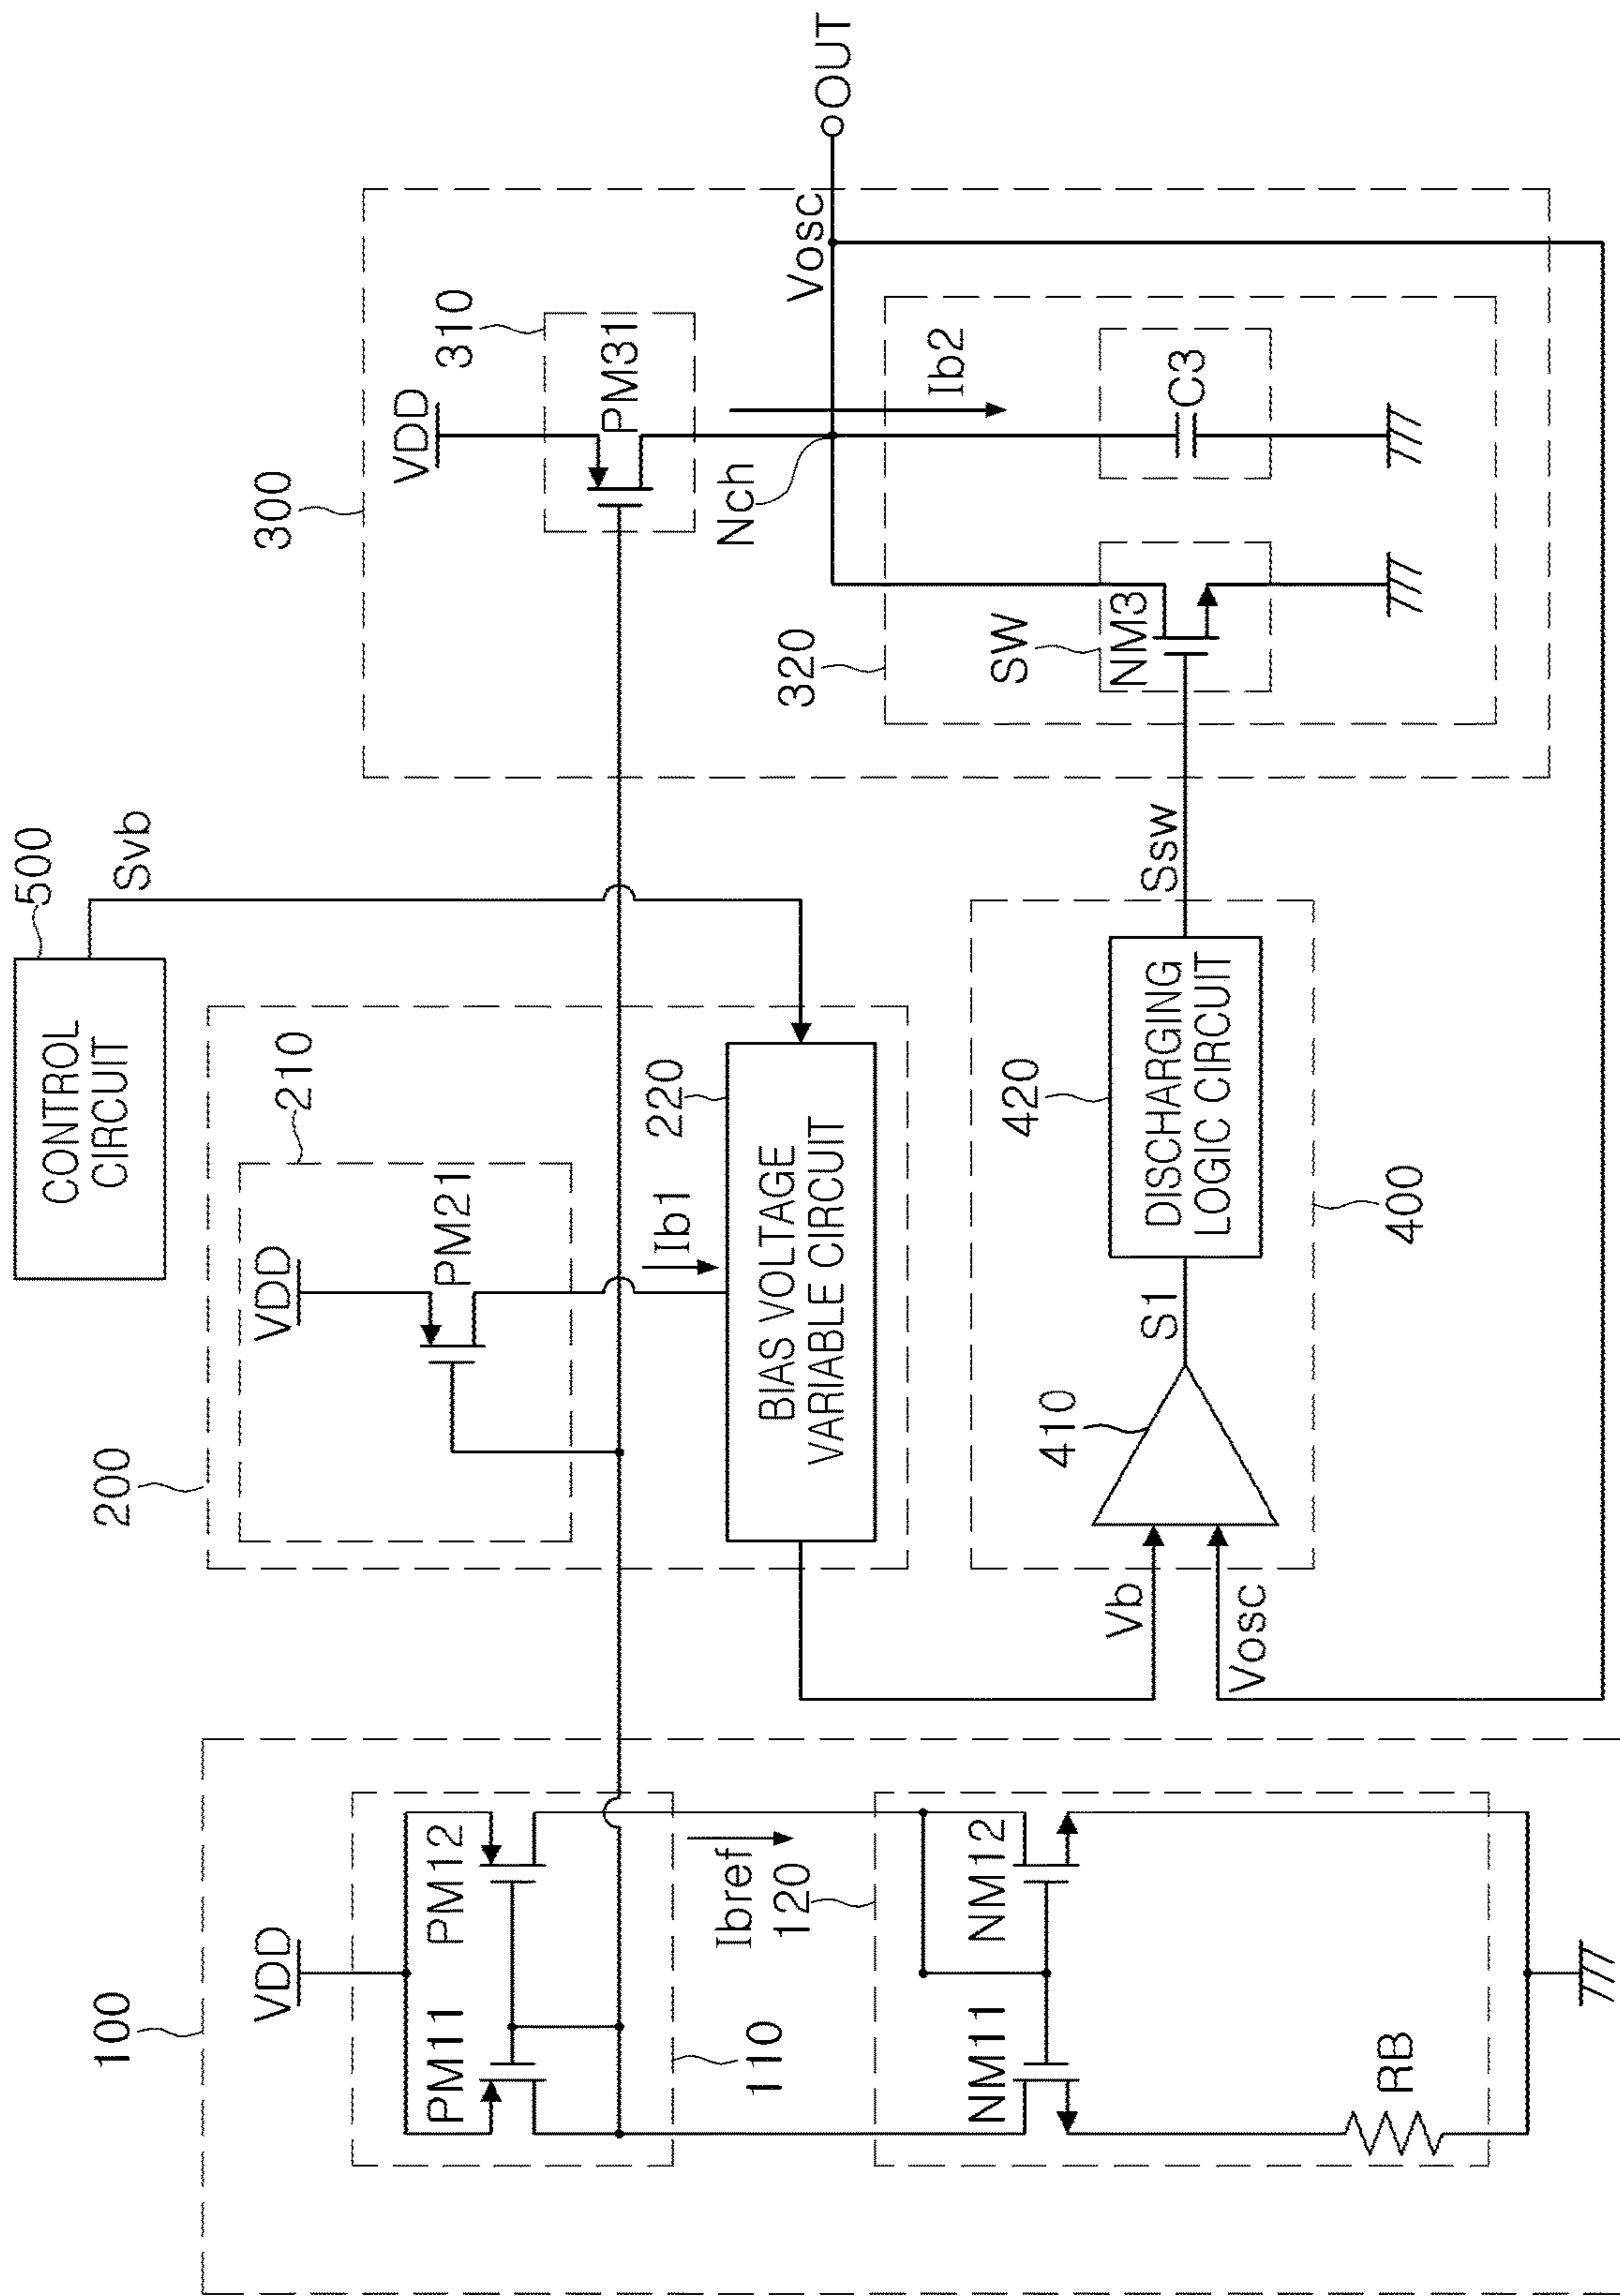 100
VDD
PM11
PM12
110
Ibref
120
NM11
NM12
RB
200
VDD
210
PM21
Ib1
220
BIAS VOLTAGE
VARIABLE CIRCUIT
500
CONTROL
CIRCUIT
Svb
Vb
Vosc
410
S1
420
DISCHARGING
LOGIC CIRCUIT
400
Ssw
300
VDD
310
PM31
Nch
Vosc
OUT
Ib2
320
SW
NM3
C3